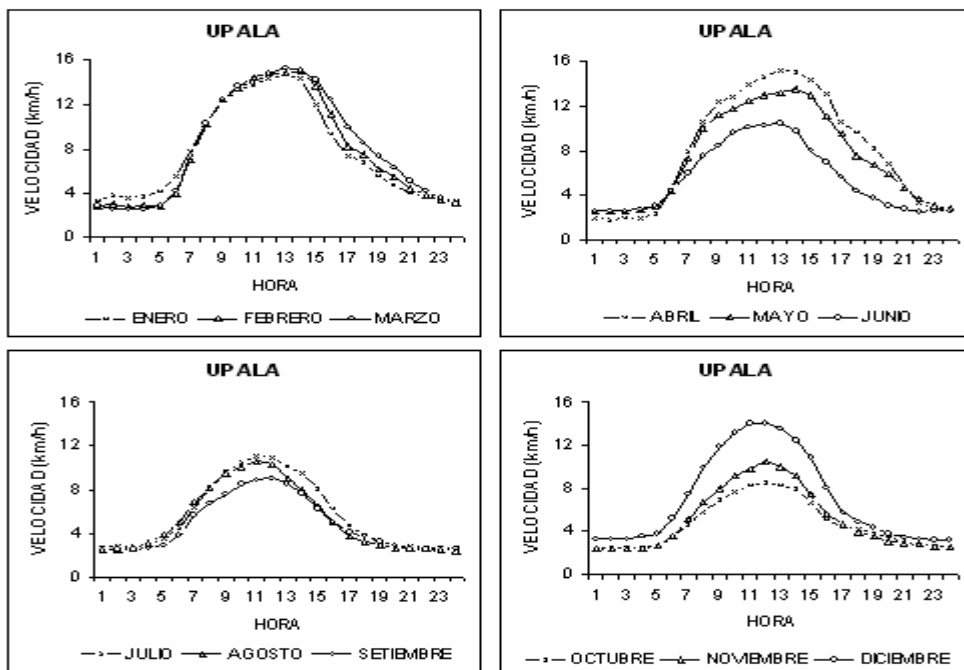 UPALA
VELOCIDAD (km/h)
16
12
8
4
0
1 3 5 7 9 11 13 15 17 19 21 23
HORA
ENERO FEBRERO MARZO
UPALA
VELOCIDAD (km/h)
16
12
8
4
0
1 3 5 7 9 11 13 15 17 19 21 23
HORA
ABRIL MAYO JUNIO
UPALA
VELOCIDAD (km/h)
16
12
8
4
0
1 3 5 7 9 11 13 15 17 19 21 23
HORA
JULIO AGOSTO SETIEMBRE
UPALA
VELOCIDAD (km/h)
16
12
8
4
0
1 3 5 7 9 11 13 15 17 19 21 23
HORA
OCTUBRE NOVIEMBRE DICIEMBRE